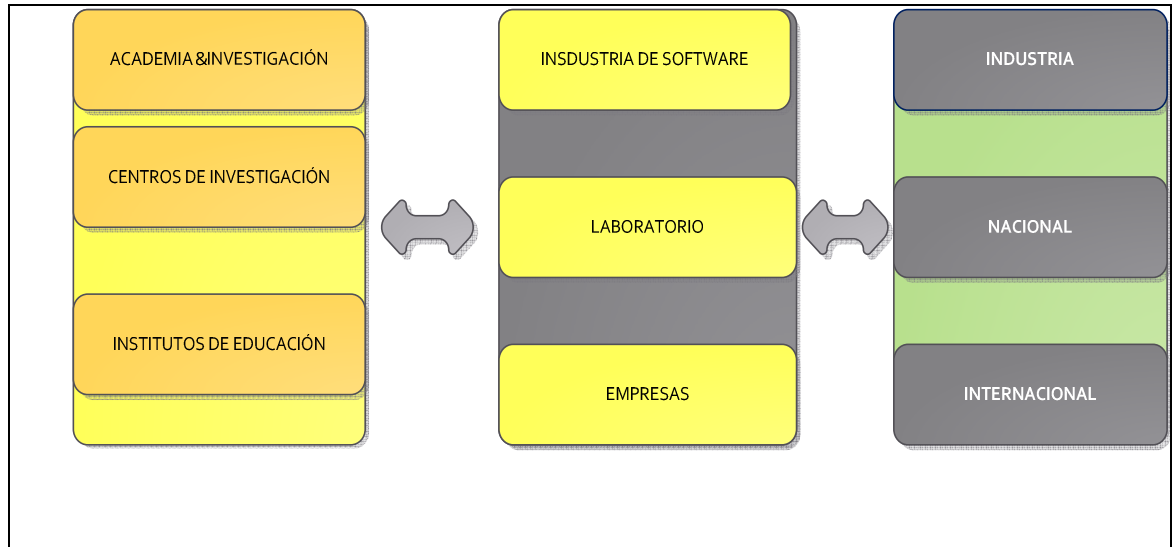 ACADEMIA &INVESTIGACIÓN
CENTROS DE INVESTIGACIÓN
INSTITUTOS DE EDUCACIÓN
INSDUSTRIA DE SOFTWARE
LABORATORIO
EMPRESAS
INDUSTRIA
NACIONAL
INTERNACIONAL